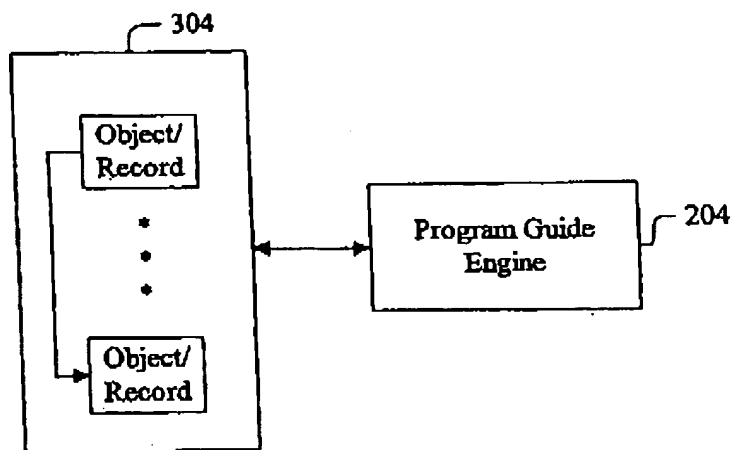 304
Object/
Record
*
*
*
Object/
Record
Program Guide
Engine
204